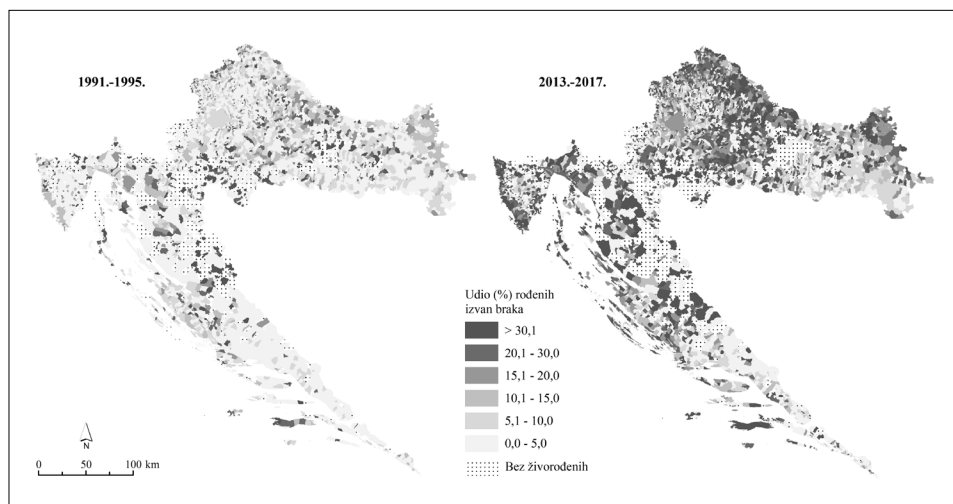 1991.-1995.
2013.-2017.
Udio (%) rođenih
izvan braka
> 30,1
20,1 - 30,0
15,1 - 20,0
10,1 - 15,0
5,1 - 10,0
0,0 - 5,0
Bez živorođenih
N
0 50 100 km